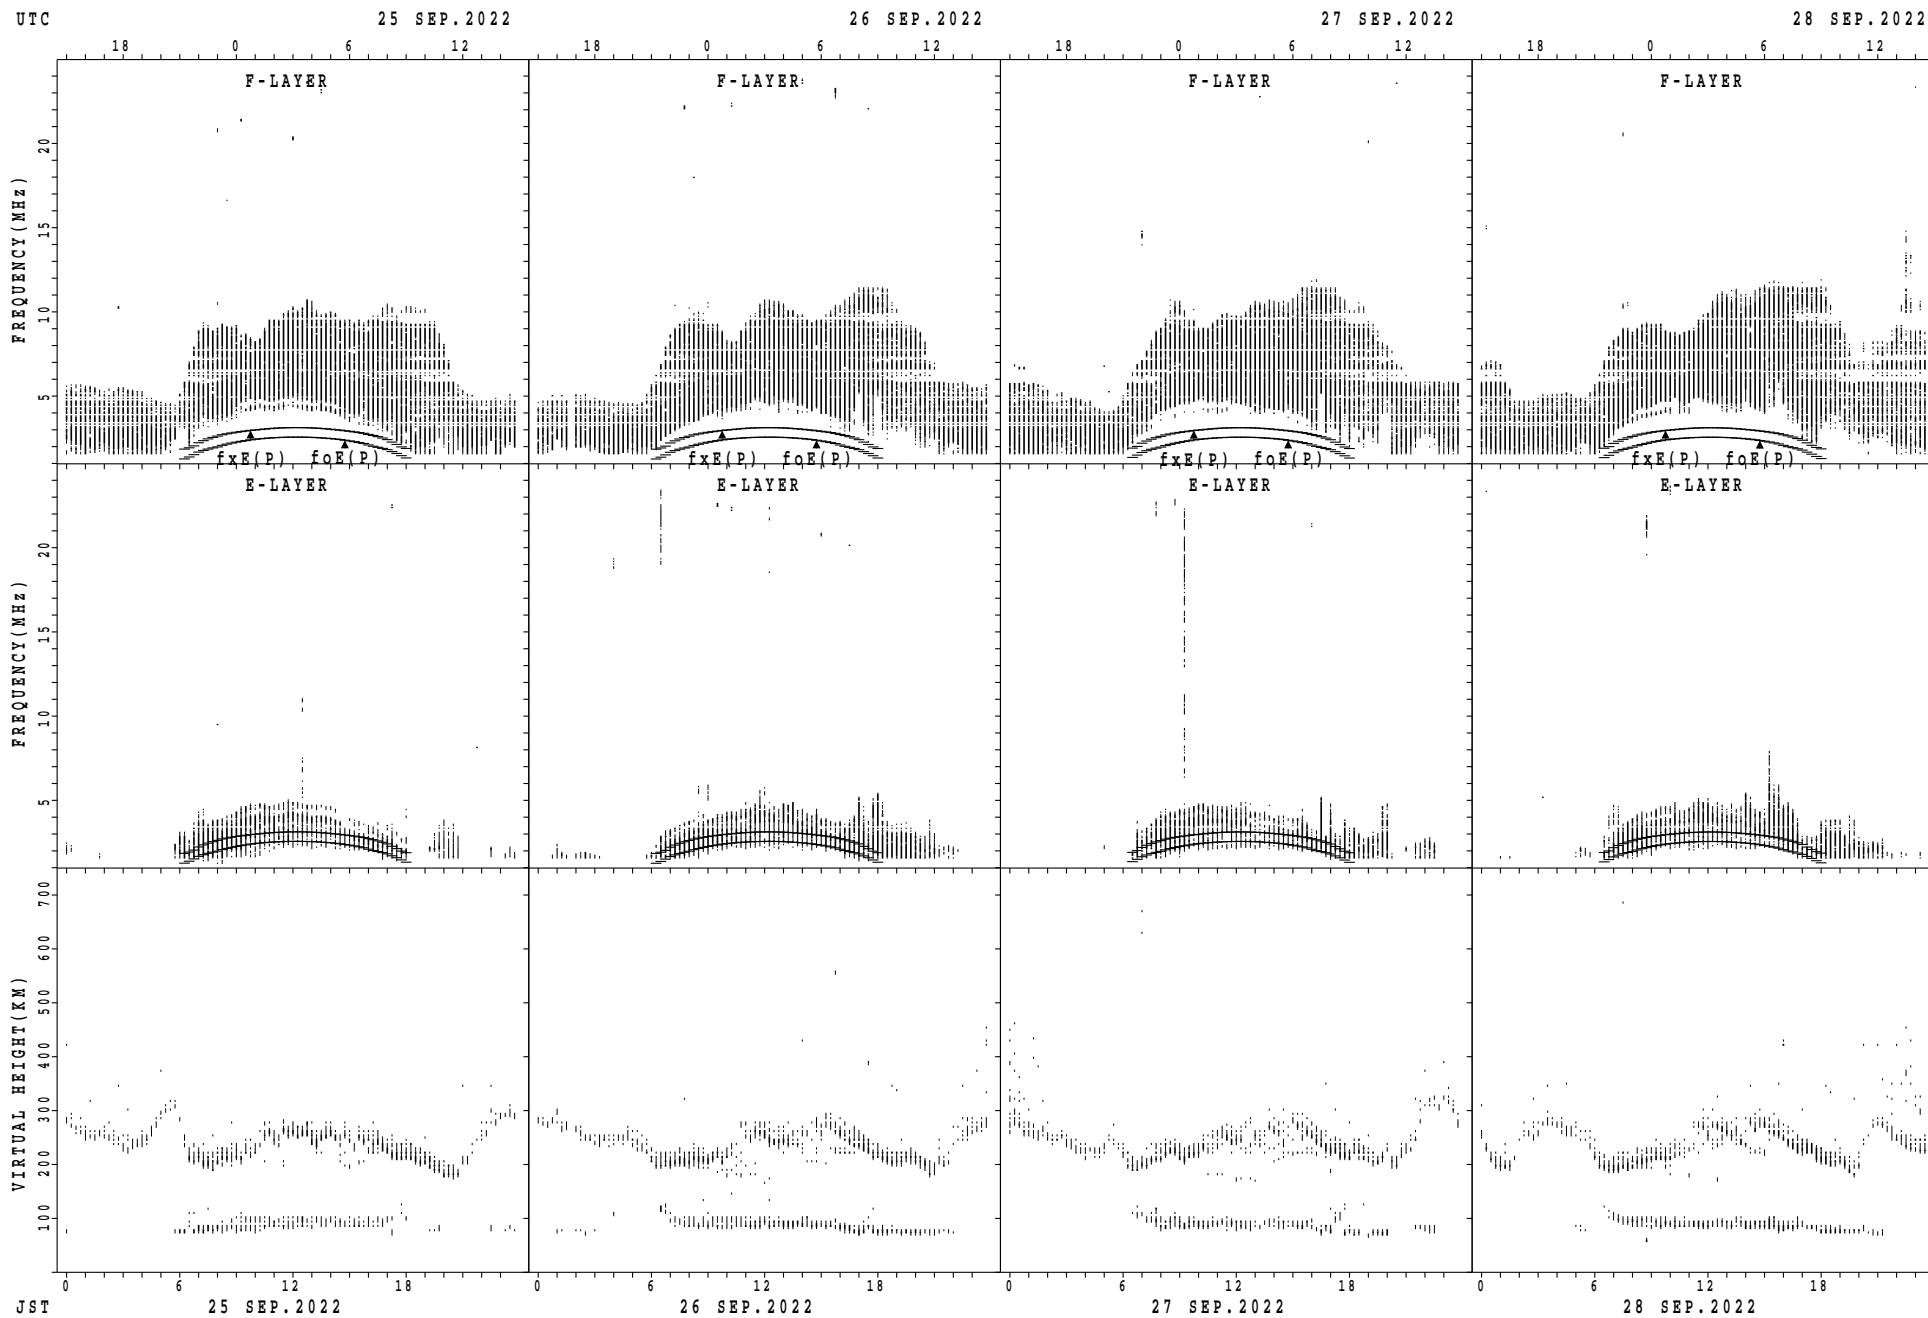 UTC 25 SEP.2022 26 SEP.2022 27 SEP.2022 28 SEP.2022
18 0 6 12 18 0 6 12 18 0 6 12 18 0 6 12
F-LAYER F-LAYER F-LAYER F-LAYER
FREQUENCY(MHz)
20
15
10
5
fxE(P) foE(P) fxE(P) foE(P) fxE(P) foE(P) fxE(P) foE(P)
E-LAYER E-LAYER E-LAYER E-LAYER
FREQUENCY(MHz)
20
15
10
5
VIRTUAL HEIGHT(KM)
700
600
500
400
300
200
100
0 6 12 18 0 6 12 18 0 6 12 18 0 6 12 18
JST 25 SEP.2022 26 SEP.2022 27 SEP.2022 28 SEP.2022